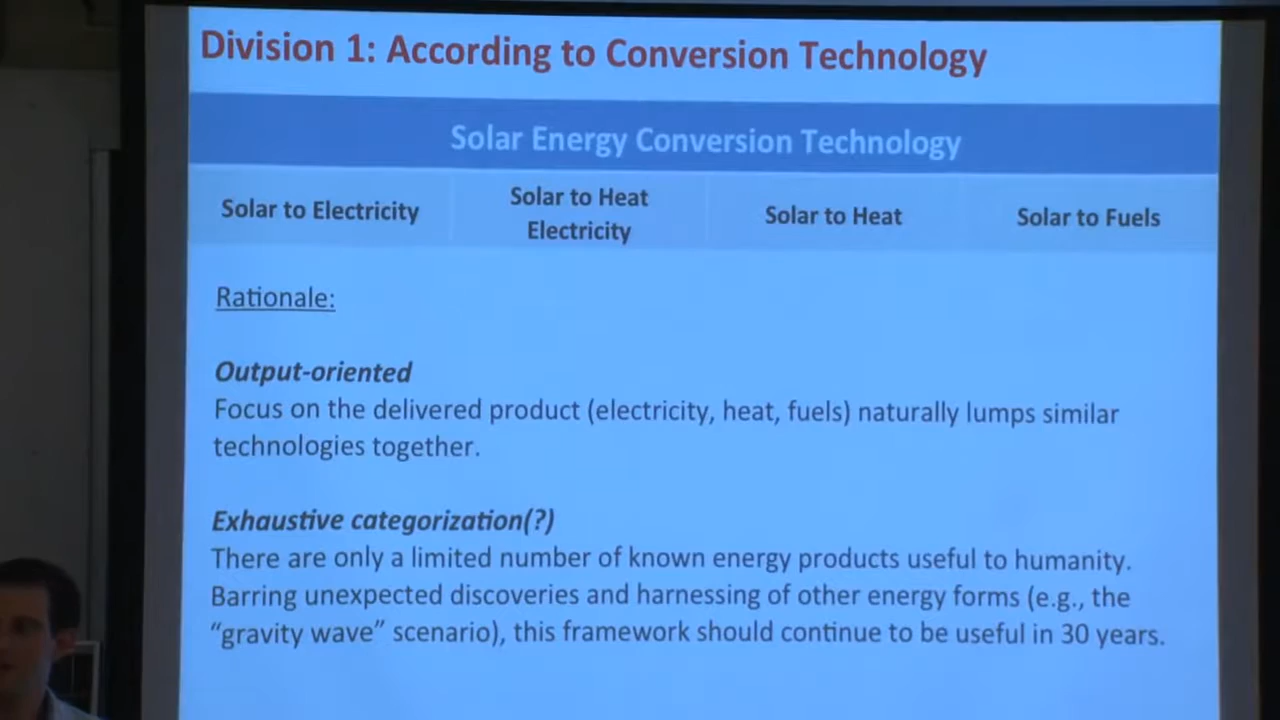 Division 1: According to Conversion Technology
Solar Energy Conversion Technology
Solar to Electricity
Solar to Heat
Electricity
Solar to Heat
Solar to Fuels
Rationale:
Output-oriented
Focus on the delivered product (electricity, heat, fuels) naturally lumps similar
technologies together.
Exhaustive categorization(?)
There are only a limited number of known energy products useful to humanity.
Barring unexpected discoveries and harnessing of other energy forms (e.g., the
“gravity wave” scenario), this framework should continue to be useful in 30 years.